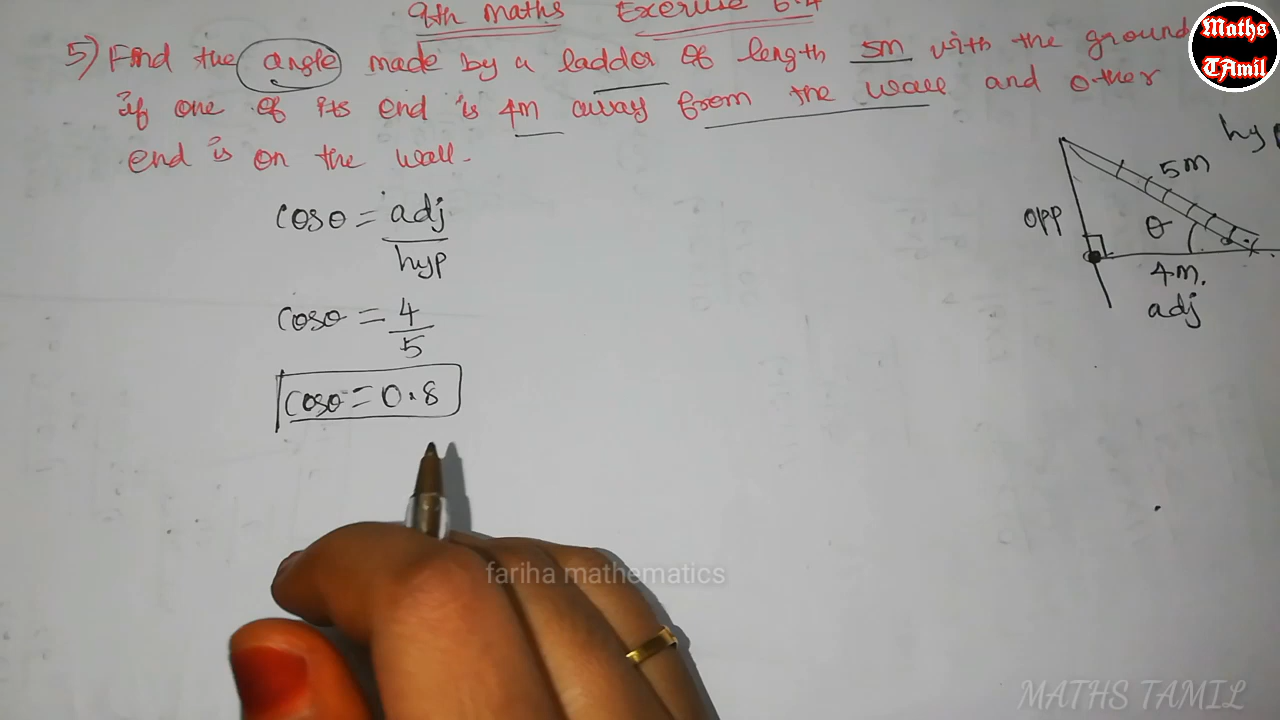 9th maths Exercise 6.4
5) Find the angle made by a ladder of length 5m with the ground
if one of its end is 4m away from the wall and other
end is on the wall.
cosθ = adj
hyp
cosθ = 4
5
cosθ = 0.8
hyp
5m
opp
θ
4m.
adj
Maths
TAmil
fariha mathematics
MATHS TAMIL